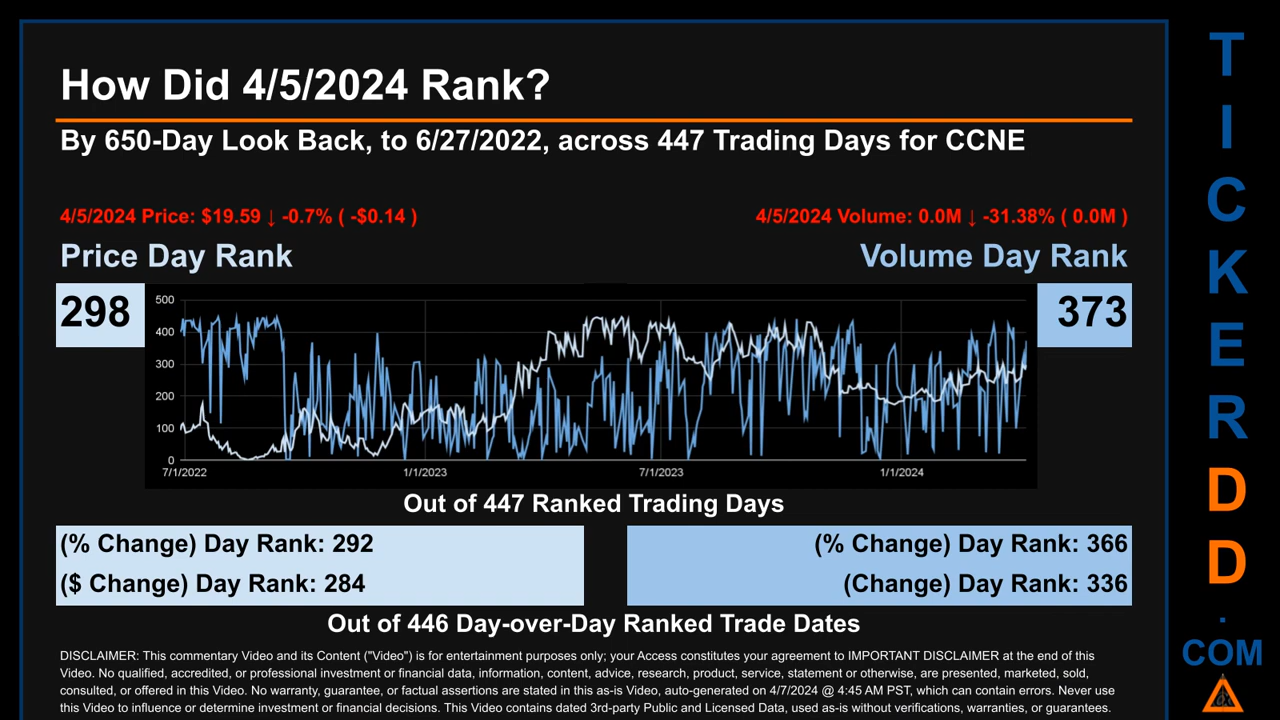 How Did 4/5/2024 Rank?
By 650-Day Look Back, to 6/27/2022, across 447 Trading Days for CCNE
4/5/2024 Price: $19.59 ↓ -0.7% ( -$0.14 )
4/5/2024 Volume: 0.0M ↓ -31.38% ( 0.0M )
Price Day Rank
Volume Day Rank
298
373
500
400
300
200
100
0
7/1/2022
1/1/2023
7/1/2023
1/1/2024
Out of 447 Ranked Trading Days
(% Change) Day Rank: 292
($ Change) Day Rank: 284
(% Change) Day Rank: 366
(Change) Day Rank: 336
Out of 446 Day-over-Day Ranked Trade Dates
DISCLAIMER: This commentary Video and its Content ("Video") is for entertainment purposes only; your Access constitutes your agreement to IMPORTANT DISCLAIMER at the end of this
Video. No qualified, accredited, or professional investment or financial data, information, content, advice, research, product, service, statement or otherwise, are presented, marketed, sold,
consulted, or offered in this Video. No warranty, guarantee, or factual assertions are stated in this as-is Video, auto-generated on 4/7/2024 @ 4:45 AM PST, which can contain errors. Never use
this Video to influence or determine investment or financial decisions. This Video contains dated 3rd-party Public and Licensed Data, used as-is without verifications, warranties, or guarantees.
T
I
C
K
E
R
D
D
.
COM